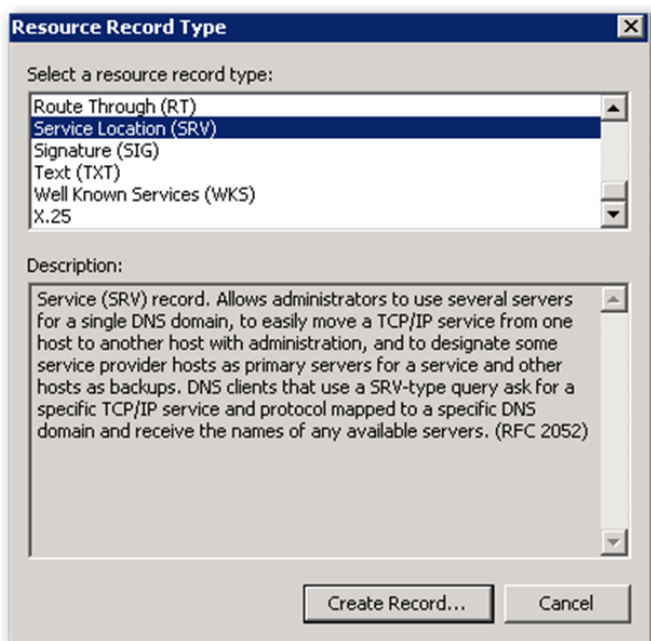 Resource Record Type
Select a resource record type:
Route Through (RT)
Service Location (SRV)
Signature (SIG)
Text (TXT)
Well Known Services (WKS)
X.25
Description:
Service (SRV) record. Allows administrators to use several servers
for a single DNS domain, to easily move a TCP/IP service from one
host to another host with administration, and to designate some
service provider hosts as primary servers for a service and other
hosts as backups. DNS clients that use a SRV-type query ask for a
specific TCP/IP service and protocol mapped to a specific DNS
domain and receive the names of any available servers. (RFC 2052)
Create Record... Cancel